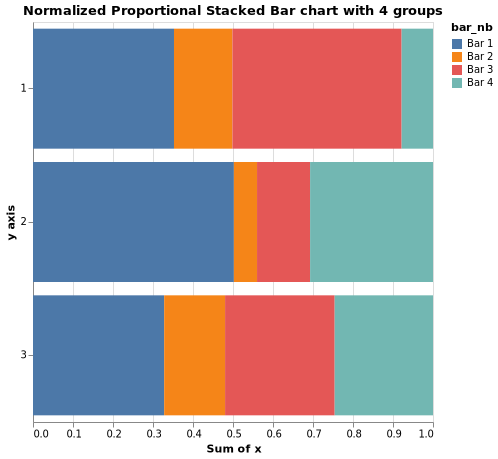 Normalized Proportional Stacked Bar chart with 4 groups
bar_nb
Bar 1
Bar 2
Bar 3
Bar 4
y axis
1
2
3
0.0 0.1 0.2 0.3 0.4 0.5 0.6 0.7 0.8 0.9 1.0
Sum of x